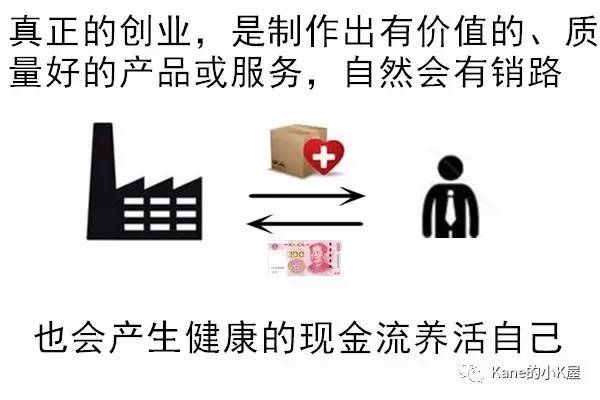 真正的创业，是制作出有价值的、质
量好的产品或服务，自然会有销路
100
也会产生健康的现金流养活自己
Kane的小K屋